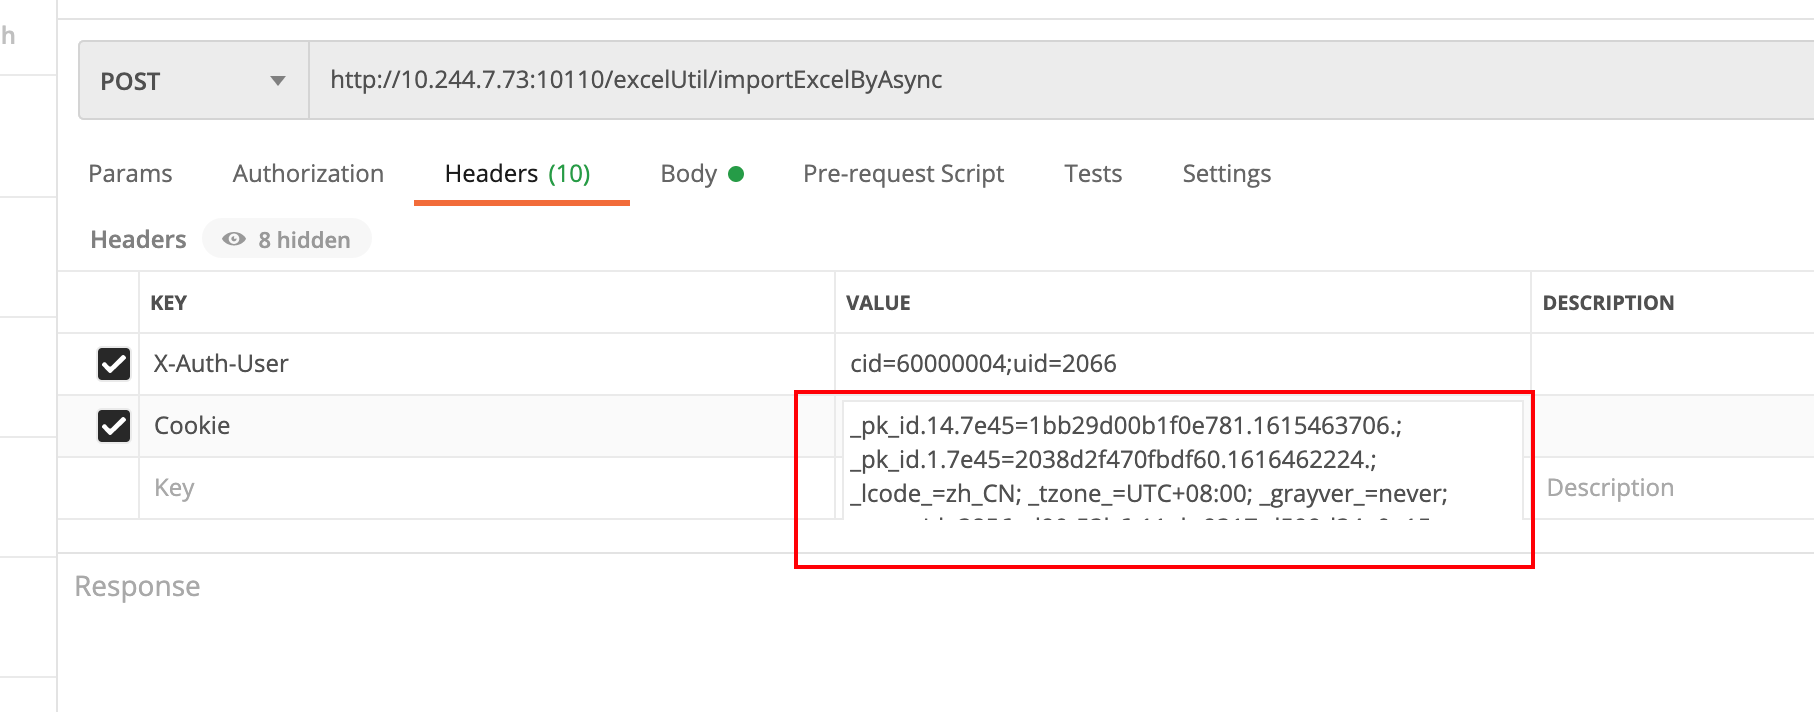 h
POST
http://10.244.7.73:10110/excelUtil/importExcelByAsync
Params Authorization Headers (10) Body Pre-request Script Tests Settings
Headers 8 hidden
KEY VALUE DESCRIPTION
X-Auth-User cid=60000004;uid=2066
Cookie _pk_id.14.7e45=1bb29d00b1f0e781.1615463706.;
_pk_id.1.7e45=2038d2f470fbdf60.1616462224.;
Key _lcode_=zh_CN; _tzone_=UTC+08:00; _grayver_=never; Description
Response